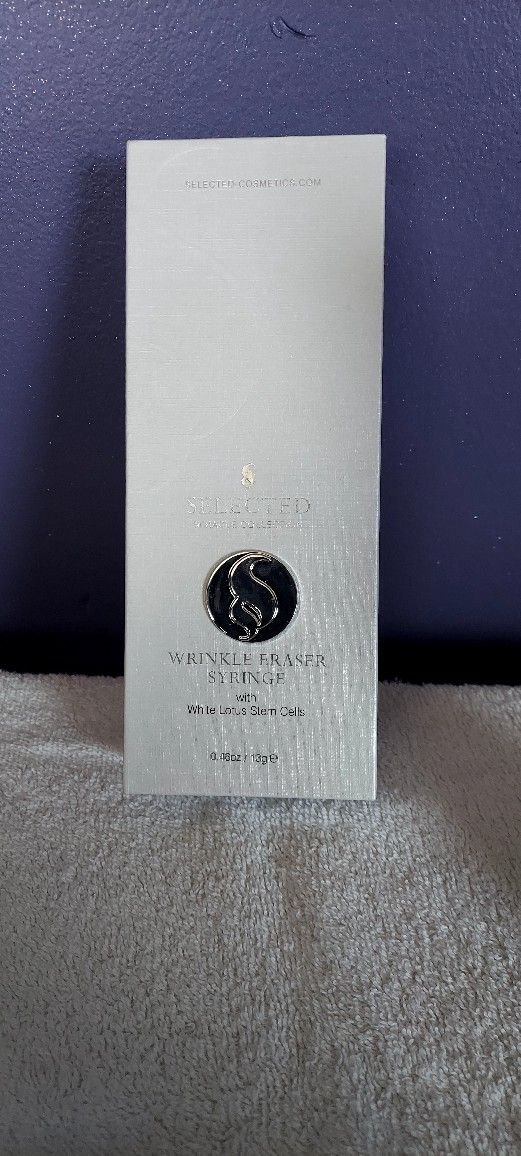 SELECTED-COSMETICS.COM
SELECTED
WRINKLE ERASER
SYRINGE
with
White Lotus Stem Cells
0.46oz / 13g ℮